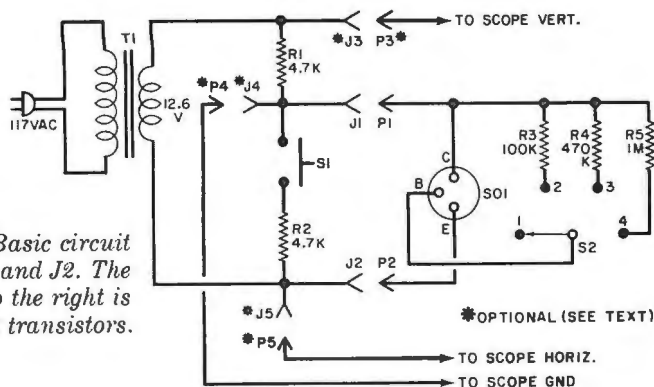 *J3 P3* TO SCOPE VERT.
T1
R1
4.7K
*P4 *J4
12.6
V
117VAC
J1 P1
R3
100K
R4
470
K
R5
1M
S1
C
B
E
SO1
2
3
1
4
S2
R2
4.7K
Basic circuit
and J2. The
o the right is
transistors.
J2 P2
*J5
*P5
*OPTIONAL (SEE TEXT)
TO SCOPE HORIZ.
TO SCOPE GND